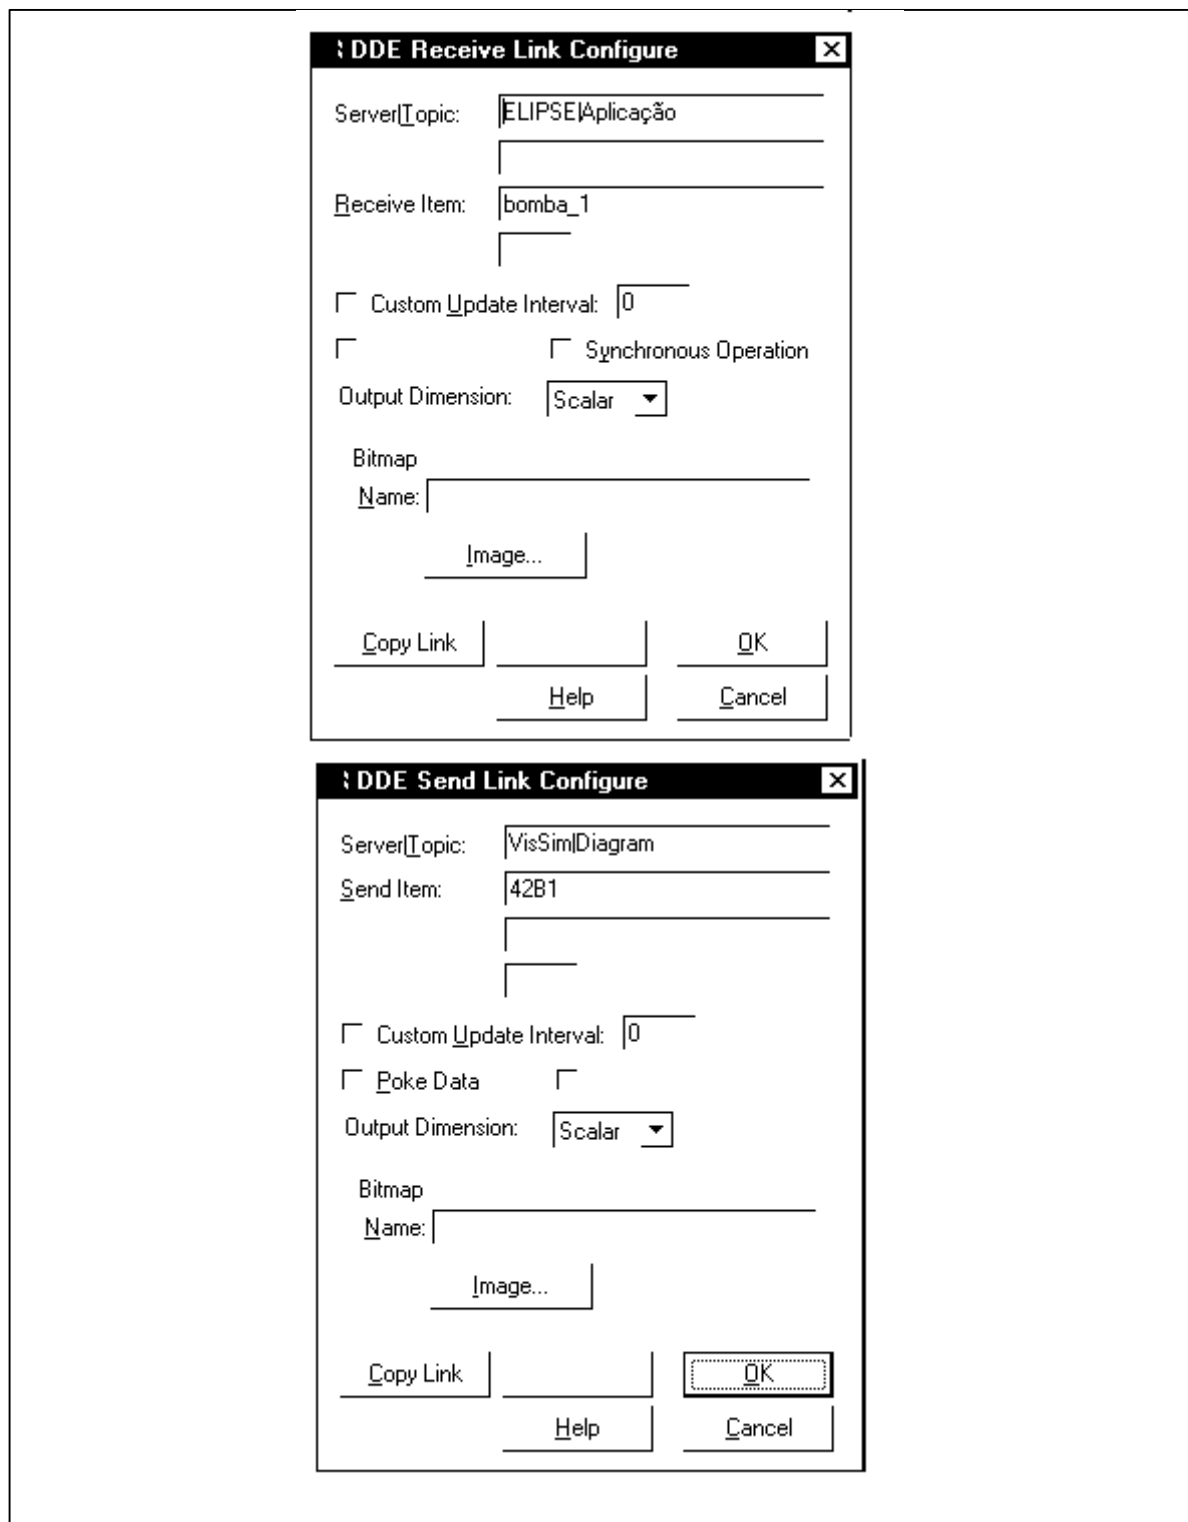 DDE Receive Link Configure
Server|Topic: ELIPSE|Aplicação
Receive Item: bomba_1
Custom Update Interval: 0
Synchronous Operation
Output Dimension: Scalar
Bitmap
Name:
Image...
Copy Link OK
Help Cancel
DDE Send Link Configure
Server|Topic: VisSim|Diagram
Send Item: 42B1
Custom Update Interval: 0
Poke Data
Output Dimension: Scalar
Bitmap
Name:
Image...
Copy Link OK
Help Cancel